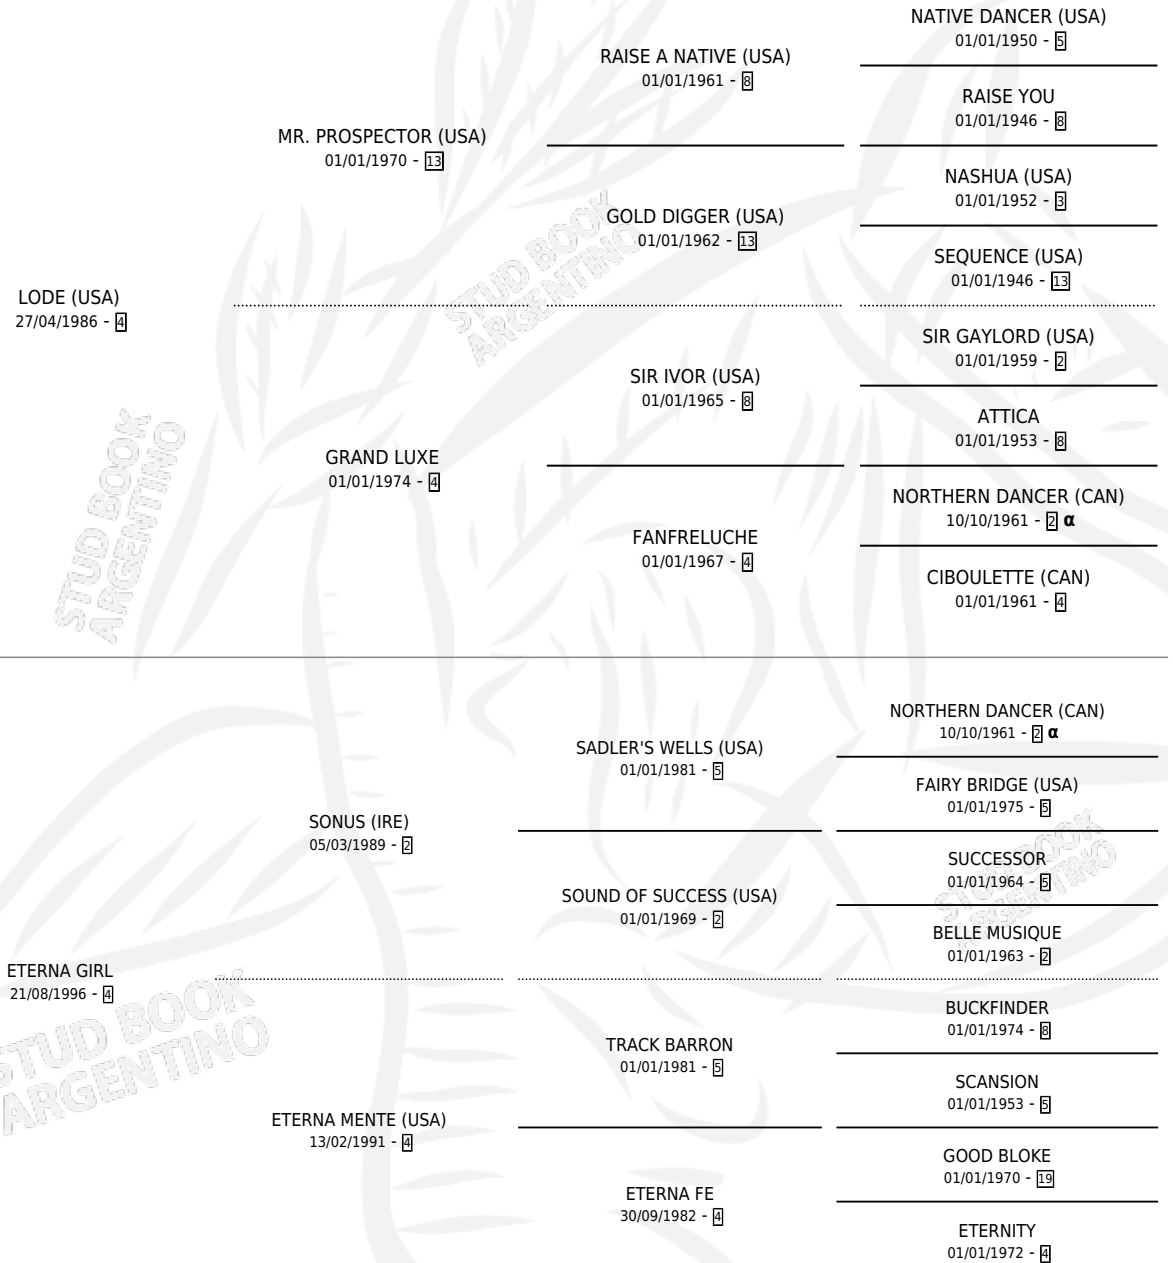 NATIVE DANCER (USA)
01/01/1950 - 5
RAISE A NATIVE (USA)
01/01/1961 - 8
RAISE YOU
01/01/1946 - 8
MR. PROSPECTOR (USA)
01/01/1970 - 13
NASHUA (USA)
01/01/1952 - 3
GOLD DIGGER (USA)
01/01/1962 - 13
SEQUENCE (USA)
01/01/1946 - 13
LODE (USA)
27/04/1986 - 4
SIR GAYLORD (USA)
01/01/1959 - 2
SIR IVOR (USA)
01/01/1965 - 8
ATTICA
01/01/1953 - 8
GRAND LUXE
01/01/1974 - 4
NORTHERN DANCER (CAN)
10/10/1961 - 2 α
FANFRELUCHE
01/01/1967 - 4
CIBOULETTE (CAN)
01/01/1961 - 4
NORTHERN DANCER (CAN)
10/10/1961 - 2 α
SADLER'S WELLS (USA)
01/01/1981 - 5
FAIRY BRIDGE (USA)
01/01/1975 - 5
SONUS (IRE)
05/03/1989 - 2
SUCCESSOR
01/01/1964 - 5
SOUND OF SUCCESS (USA)
01/01/1969 - 2
BELLE MUSIQUE
01/01/1963 - 2
ETERNA GIRL
21/08/1996 - 4
BUCKFINDER
01/01/1974 - 8
TRACK BARRON
01/01/1981 - 5
SCANSION
01/01/1953 - 5
ETERNA MENTE (USA)
13/02/1991 - 4
GOOD BLOKE
01/01/1970 - 19
ETERNA FE
30/09/1982 - 4
ETERNITY
01/01/1972 - 4
STUD BOOK
ARGENTINO
STUD BOOK
ARGENTINO
STUD BOOK
ARGENTINO
STUD BOOK
ARGENTINO